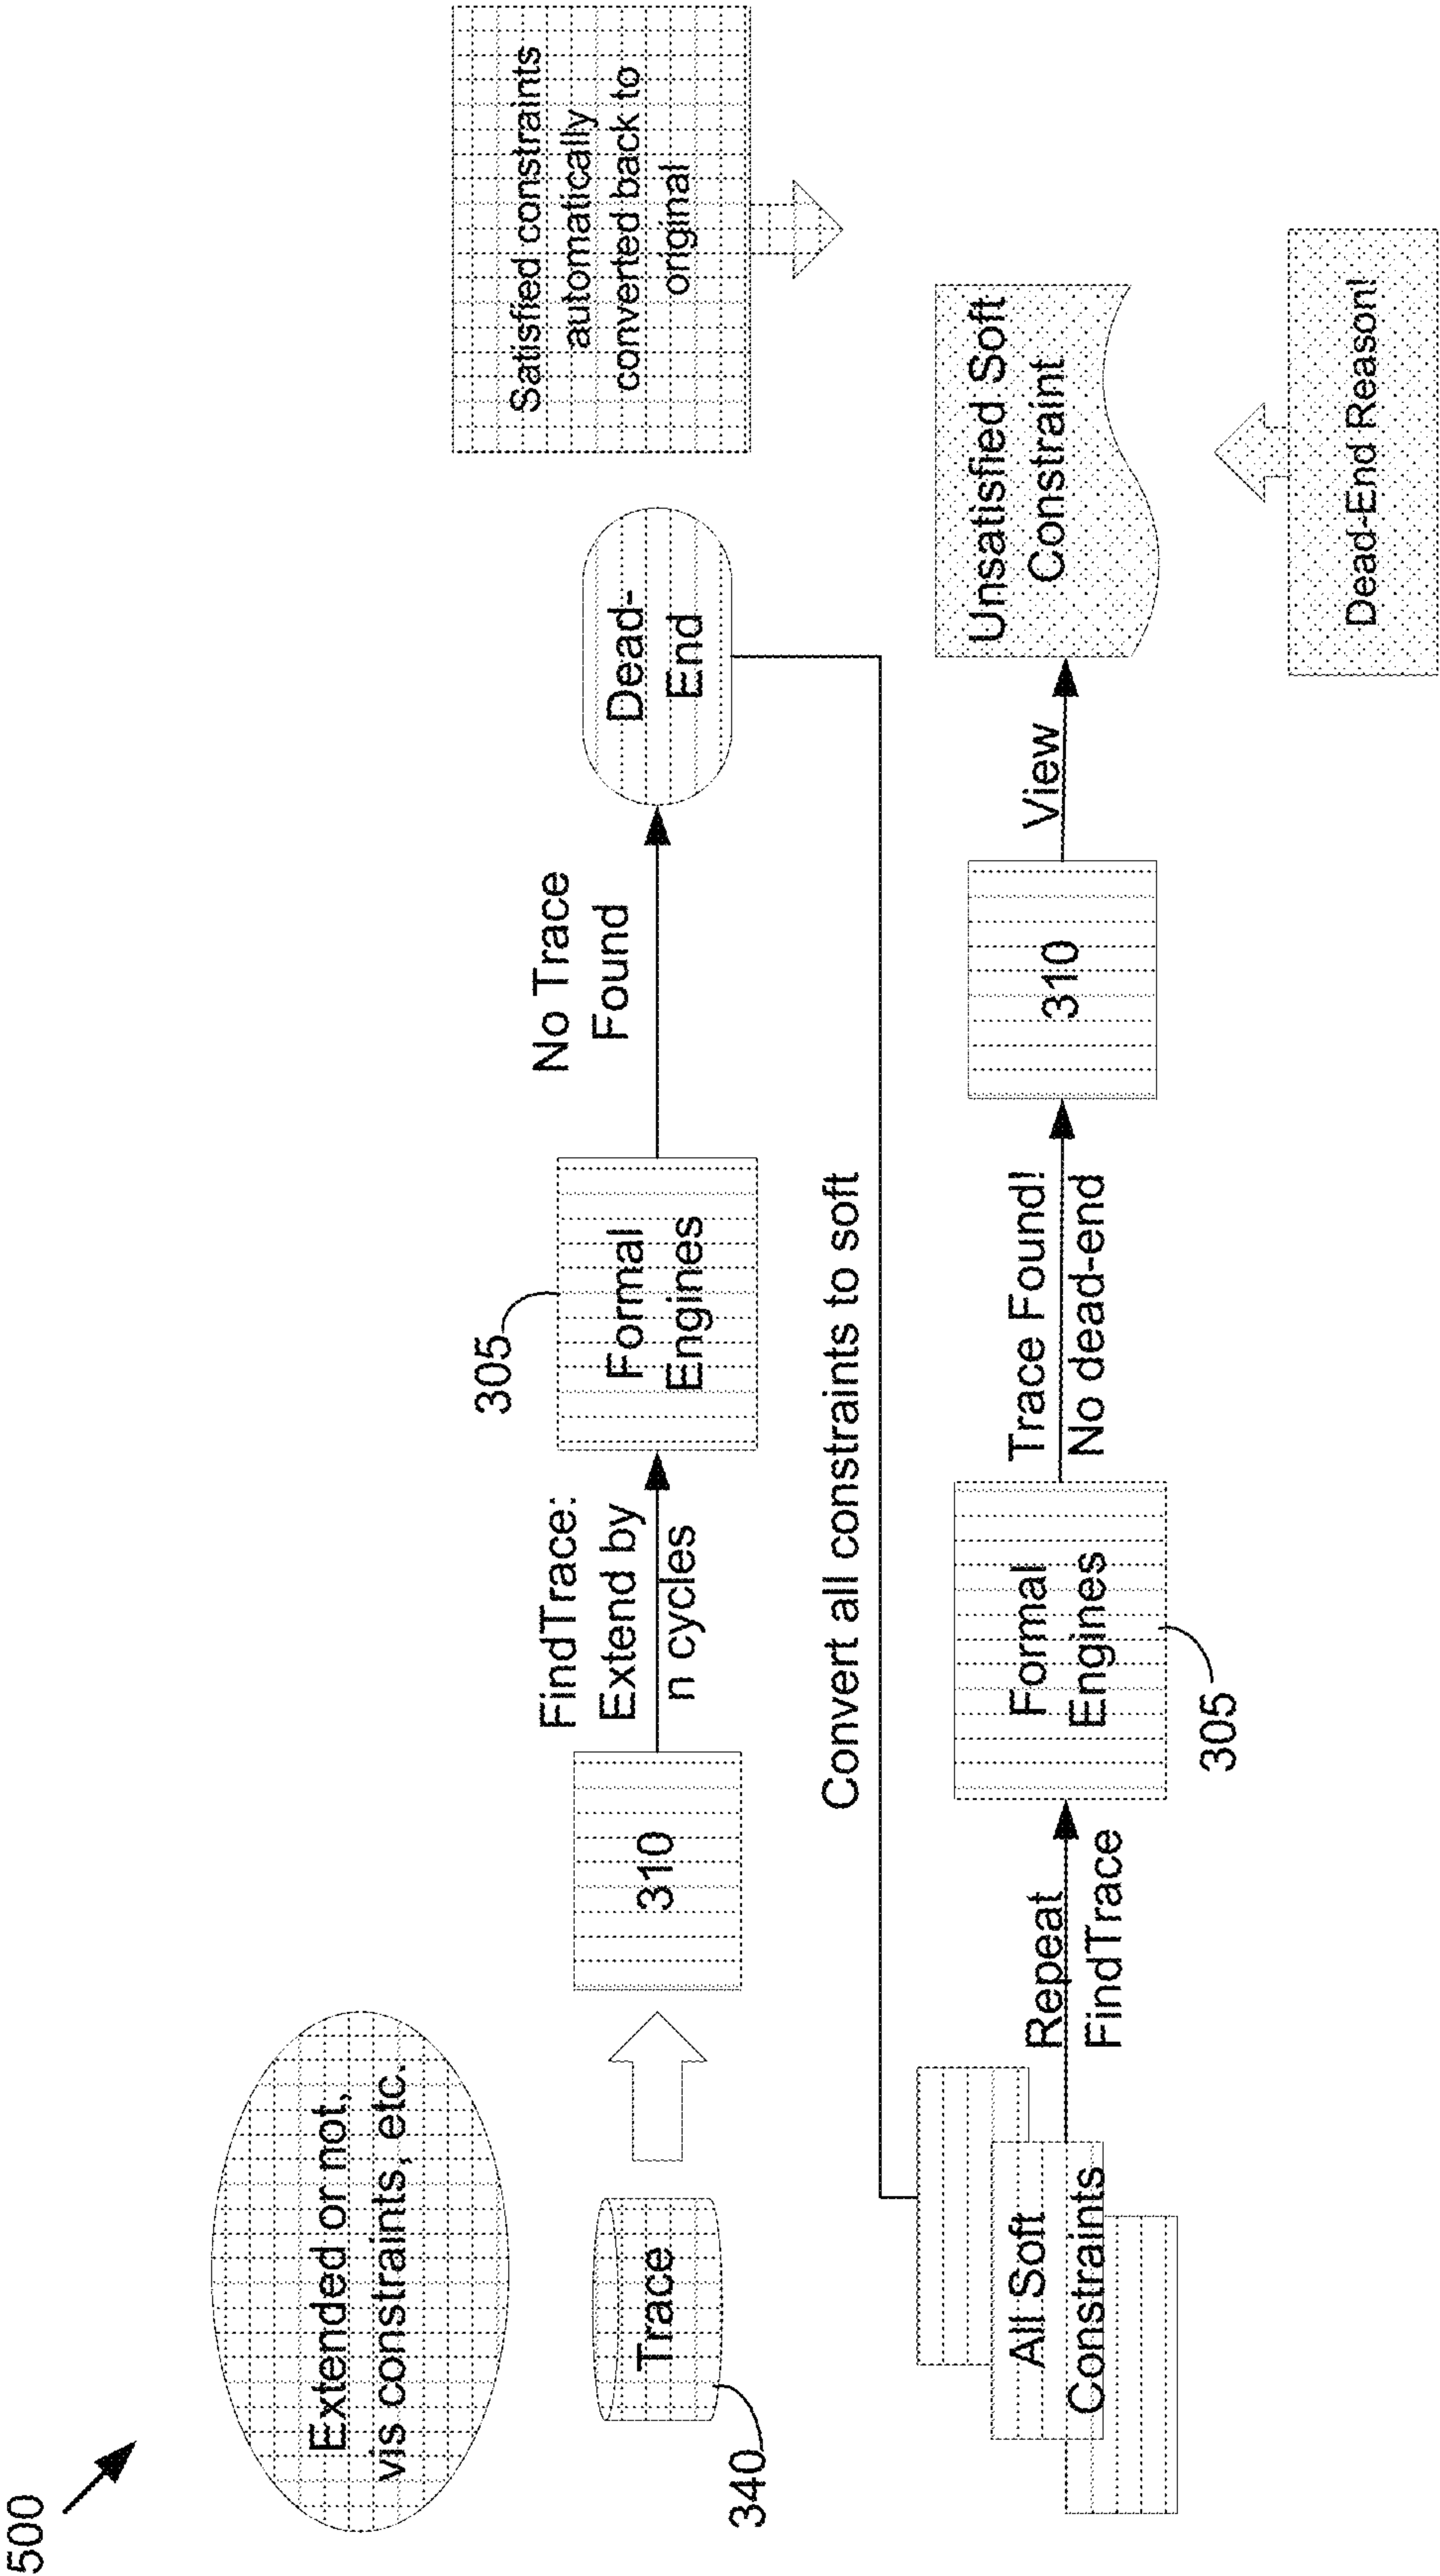 500
Extended or not,
vis constraints, etc.
Trace
340
310
FindTrace:
Extend by
n cycles
305
Formal
Engines
No Trace
Found
Dead-
End
Satisfied constraints
automatically
converted back to
original
Convert all constraints to soft
All Soft
Constraints
Repeat
FindTrace
Formal
Engines
305
Trace Found!
No dead-end
310
View
Unsatisfied Soft
Constraint
Dead-End Reason!